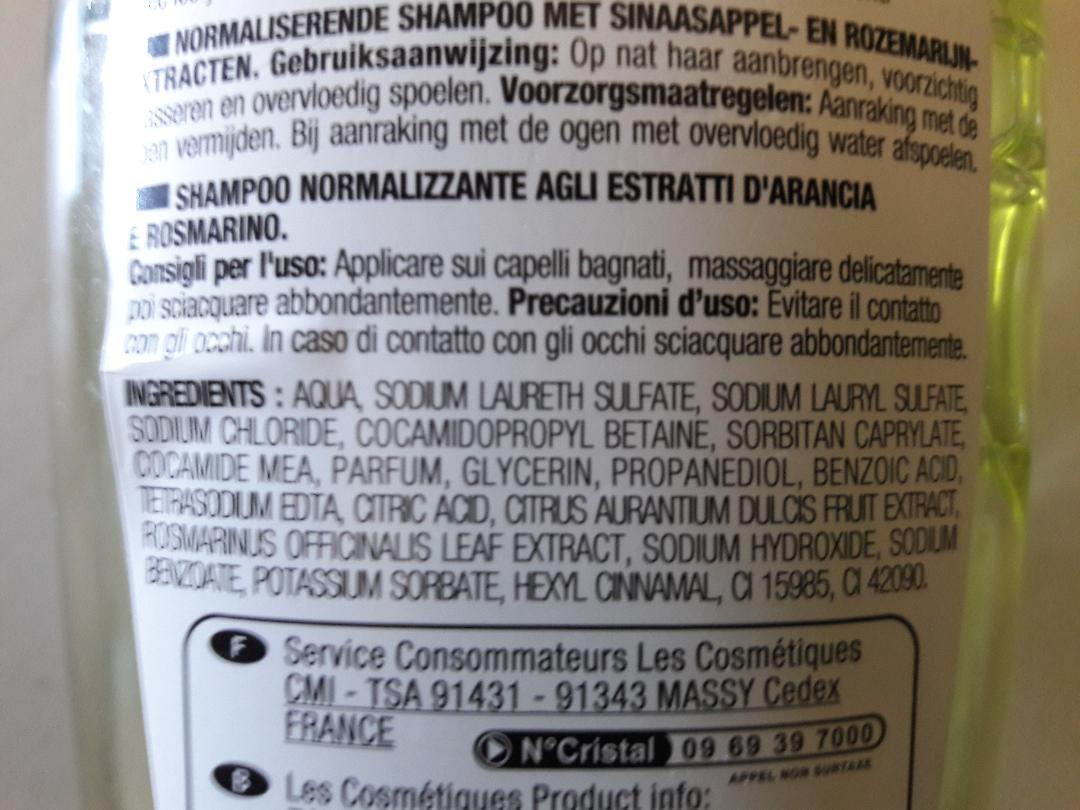 NORMALISERENDE SHAMPOO MET SINAASAPPEL- EN ROZEMARIJN-
XTRACTEN. Gebruiksaanwijzing: Op nat haar aanbrengen, voorzichtig
asseren en overvloedig spoelen. Voorzorgsmaatregelen: Aanraking met de
en vermijden. Bij aanraking met de ogen met overvloedig water afspoelen.
SHAMPOO NORMALIZZANTE AGLI ESTRATTI D'ARANCIA
E ROSMARINO.
Consigli per l'uso: Applicare sui capelli bagnati, massaggiare delicatamente
poi sciacquare abbondantemente. Precauzioni d'uso: Evitare il contatto
con gli occhi. In caso di contatto con gli occhi sciacquare abbondantemente.
INGREDIENTS : AQUA, SODIUM LAURETH SULFATE, SODIUM LAURYL SULFATE,
SODIUM CHLORIDE, COCAMIDOPROPYL BETAINE, SORBITAN CAPRYLATE,
COCAMIDE MEA, PARFUM, GLYCERIN, PROPANEDIOL, BENZOIC ACID,
TETRASODIUM EDTA, CITRIC ACID, CITRUS AURANTIUM DULCIS FRUIT EXTRACT,
ROSMARINUS OFFICINALIS LEAF EXTRACT, SODIUM HYDROXIDE, SODIUM
BENZOATE, POTASSIUM SORBATE, HEXYL CINNAMAL, CI 15985, CI 42090.
F Service Consommateurs Les Cosmétiques
CMI - TSA 91431 - 91343 MASSY Cedex
FRANCE
N°Cristal 09 69 39 7000
APPEL NON SURTAXE
B Les Cosmétiques Product info: